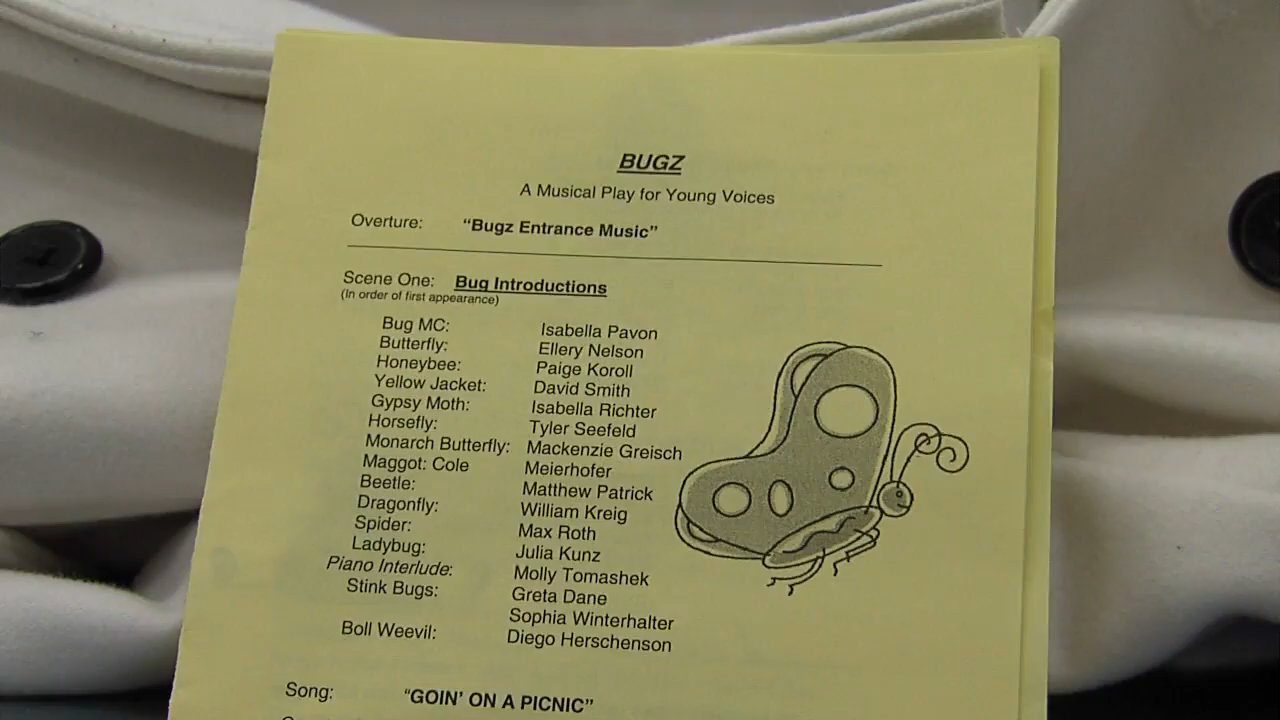 BUGZ
A Musical Play for Young Voices
Overture: “Bugz Entrance Music”
Scene One: Bug Introductions
(In order of first appearance)
Bug MC: Isabella Pavon
Butterfly: Ellery Nelson
Honeybee: Paige Koroll
Yellow Jacket: David Smith
Gypsy Moth: Isabella Richter
Horsefly: Tyler Seefeld
Monarch Butterfly: Mackenzie Greisch
Maggot: Cole Meierhofer
Beetle: Matthew Patrick
Dragonfly: William Kreig
Spider: Max Roth
Ladybug: Julia Kunz
Piano Interlude: Molly Tomashek
Stink Bugs: Greta Dane
Sophia Winterhalter
Boll Weevil: Diego Herschenson
Song: “GOIN’ ON A PICNIC”